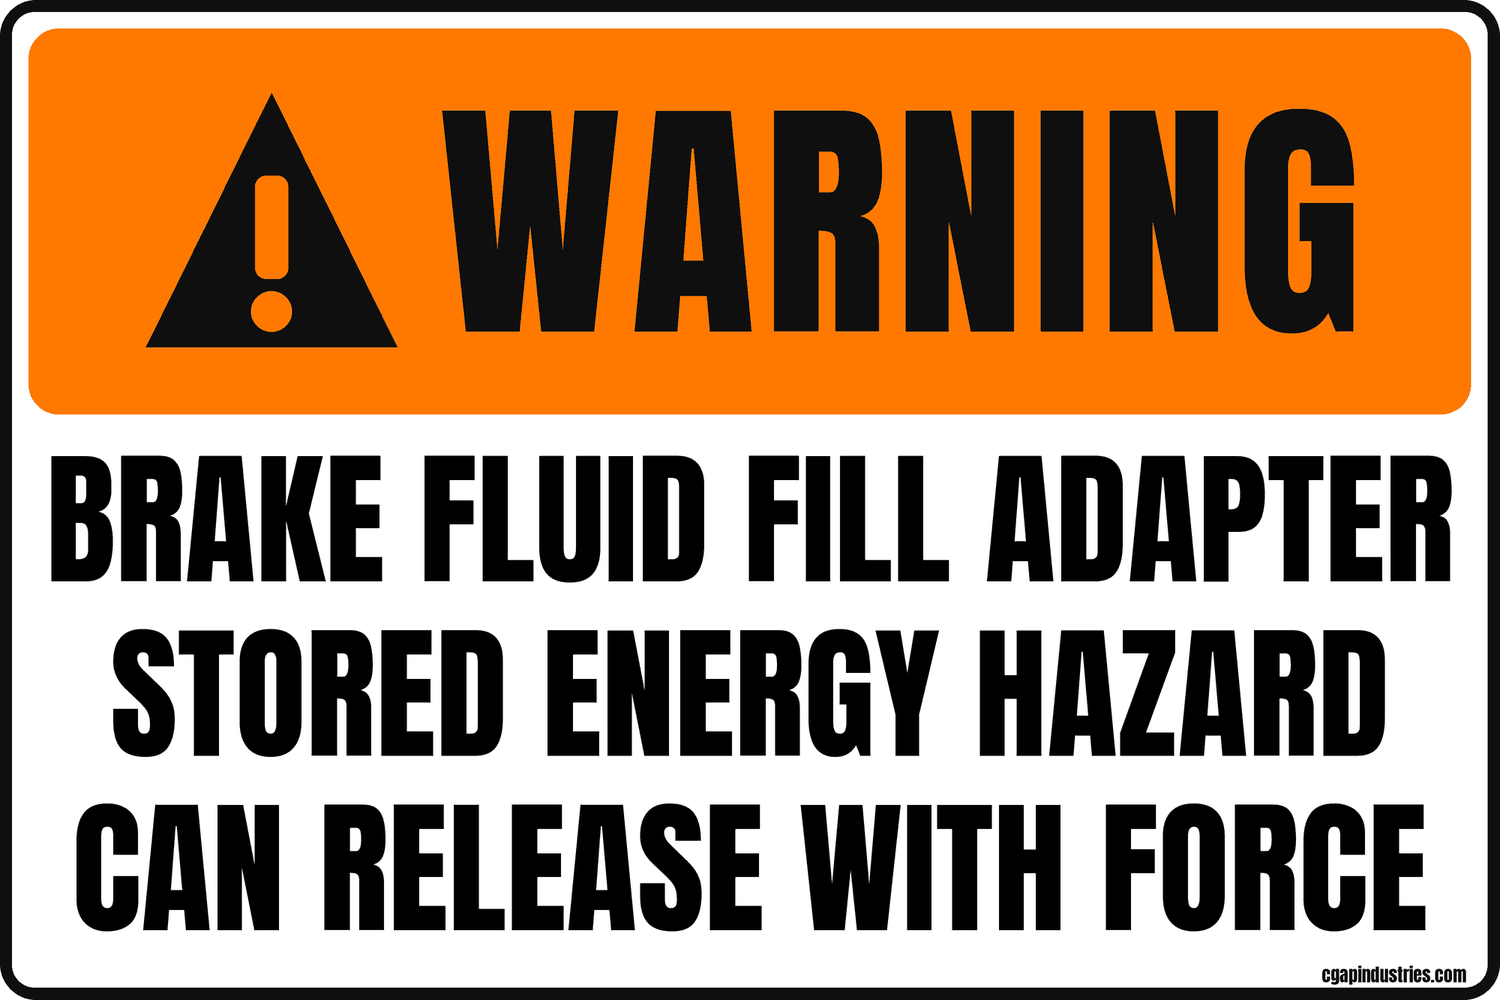 WARNING
BRAKE FLUID FILL ADAPTER
STORED ENERGY HAZARD
CAN RELEASE WITH FORCE
cgapindustries.com